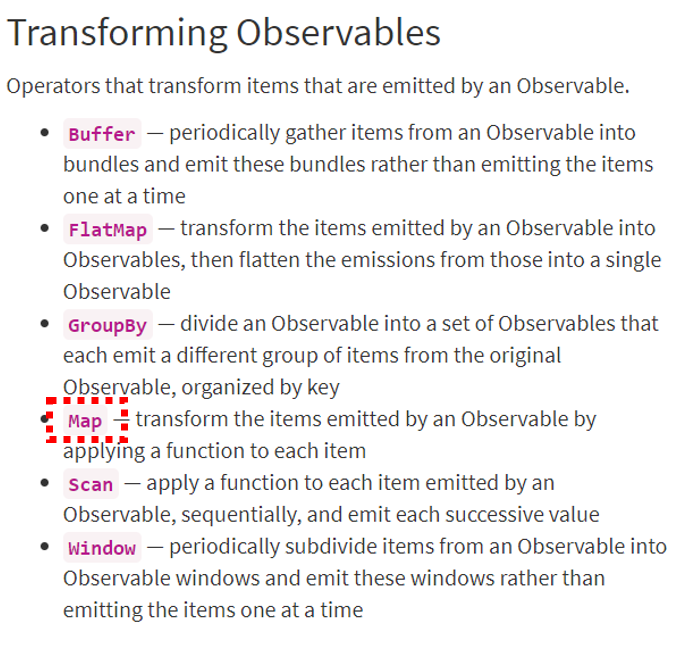 Transforming Observables
Operators that transform items that are emitted by an Observable.
• Buffer — periodically gather items from an Observable into
bundles and emit these bundles rather than emitting the items
one at a time
• FlatMap — transform the items emitted by an Observable into
Observables, then flatten the emissions from those into a single
Observable
• GroupBy — divide an Observable into a set of Observables that
each emit a different group of items from the original
Observable, organized by key
• Map — transform the items emitted by an Observable by
applying a function to each item
• Scan — apply a function to each item emitted by an
Observable, sequentially, and emit each successive value
• Window — periodically subdivide items from an Observable into
Observable windows and emit these windows rather than
emitting the items one at a time